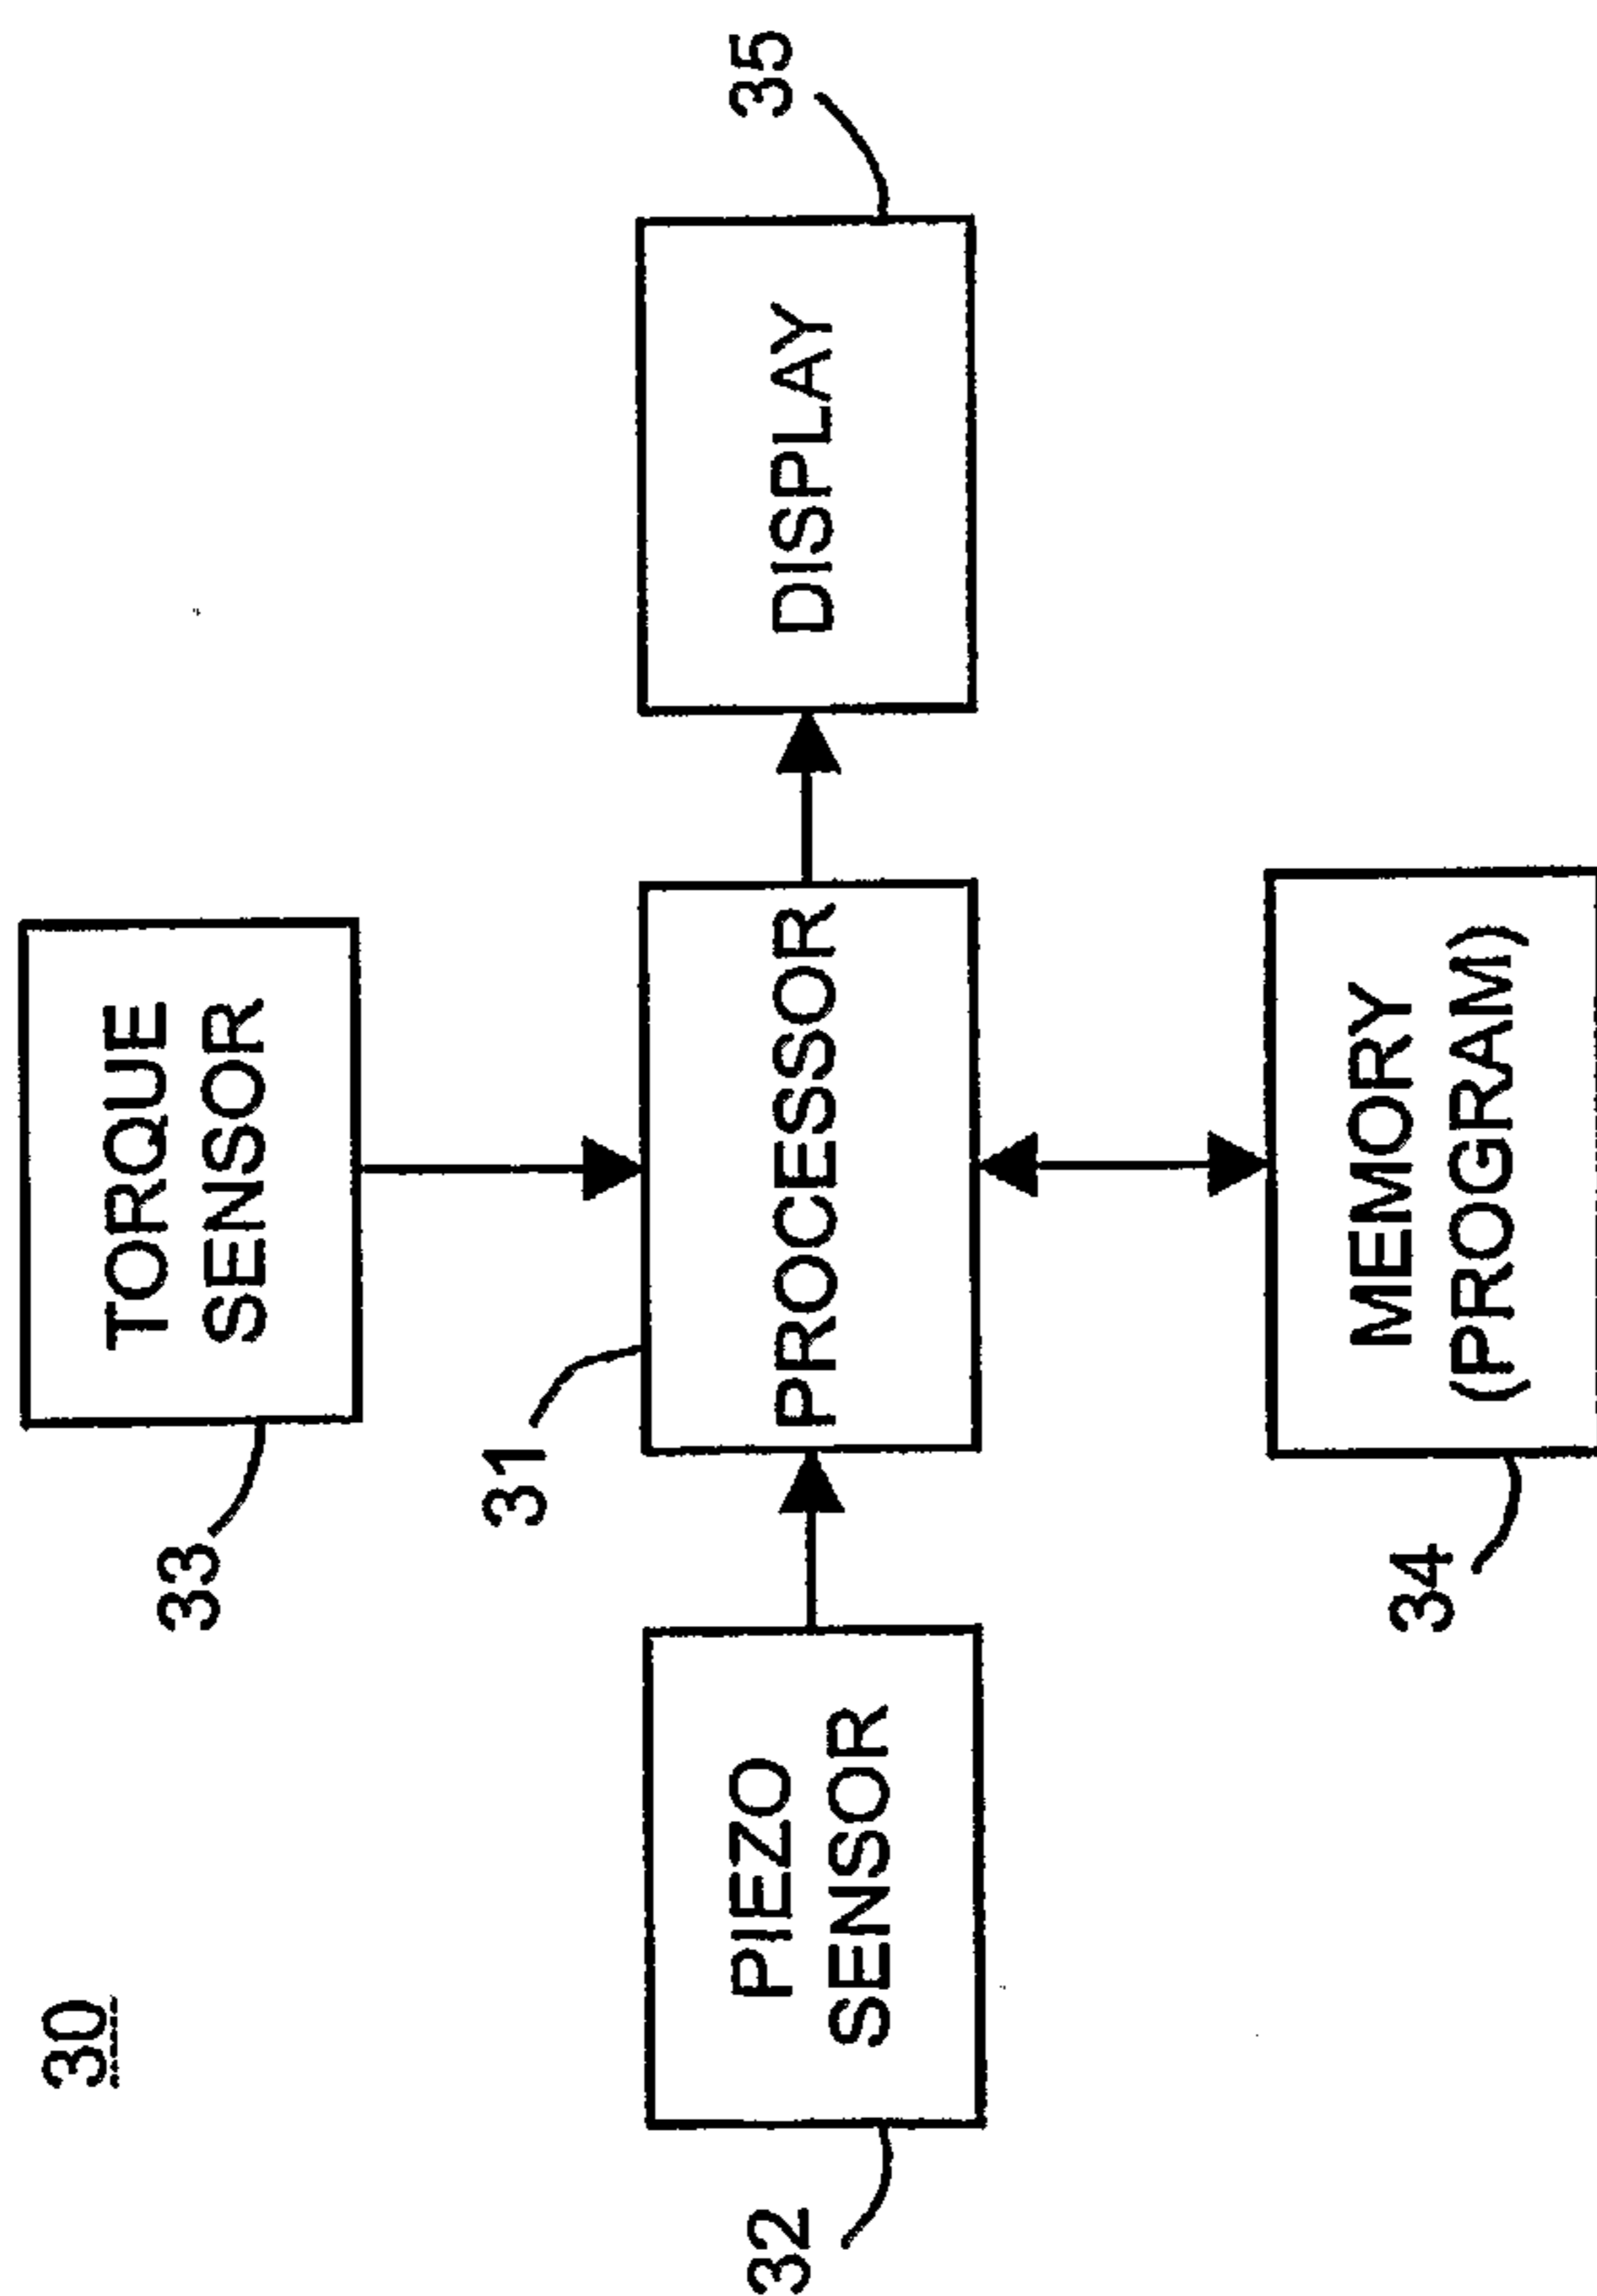 30
33
TORQUE
SENSOR
31
32
PIEZO
SENSOR
PROCESSOR
DISPLAY
35
34
MEMORY
(PROGRAM)